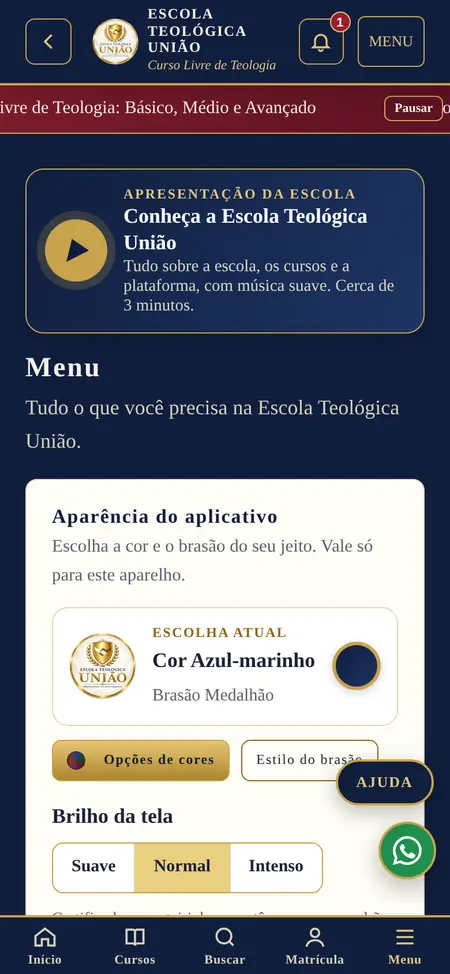 ESCOLA
TEOLÓGICA
UNIÃO
Curso Livre de Teologia
1
MENU
ivre de Teologia: Básico, Médio e Avançado
Pausar
APRESENTAÇÃO DA ESCOLA
Conheça a Escola Teológica
União
Tudo sobre a escola, os cursos e a
plataforma, com música suave. Cerca de
3 minutos.
Menu
Tudo o que você precisa na Escola Teológica
União.
Aparência do aplicativo
Escolha a cor e o brasão do seu jeito. Vale só
para este aparelho.
ESCOLA TEOLÓGICA
UNIÃO
ESCOLHA ATUAL
Cor Azul-marinho
Brasão Medalhão
Opções de cores
Estilo do brasão
AJUDA
Brilho da tela
Suave
Normal
Intenso
Início
Cursos
Buscar
Matrícula
Menu